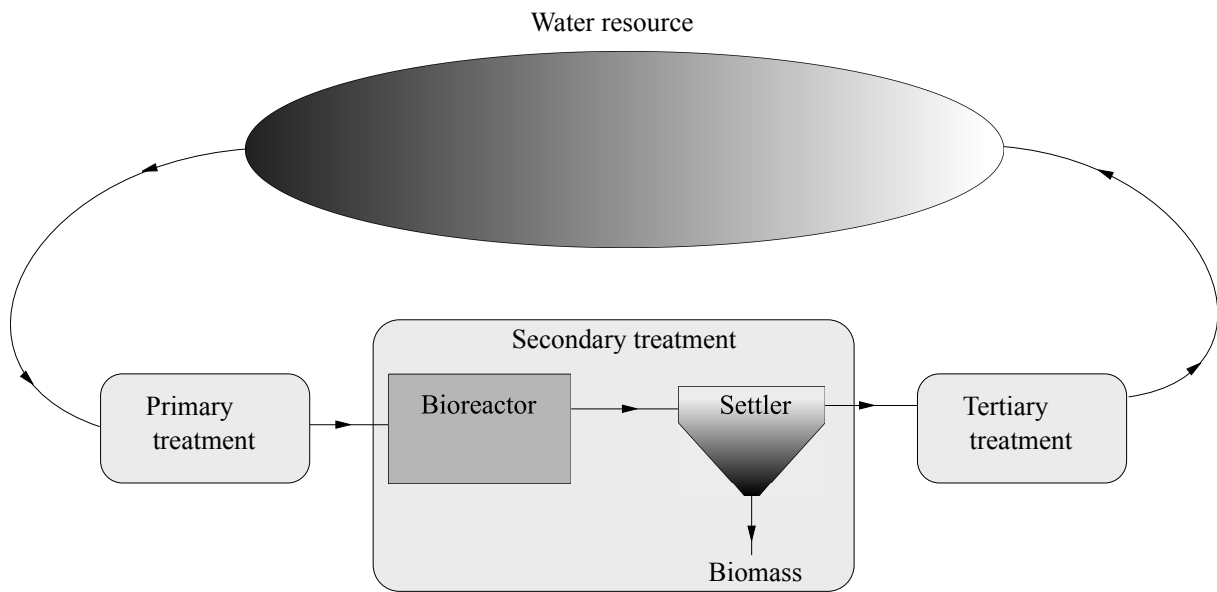 Water resource
Secondary treatment
Primary
treatment
Bioreactor
Settler
Tertiary
treatment
Biomass